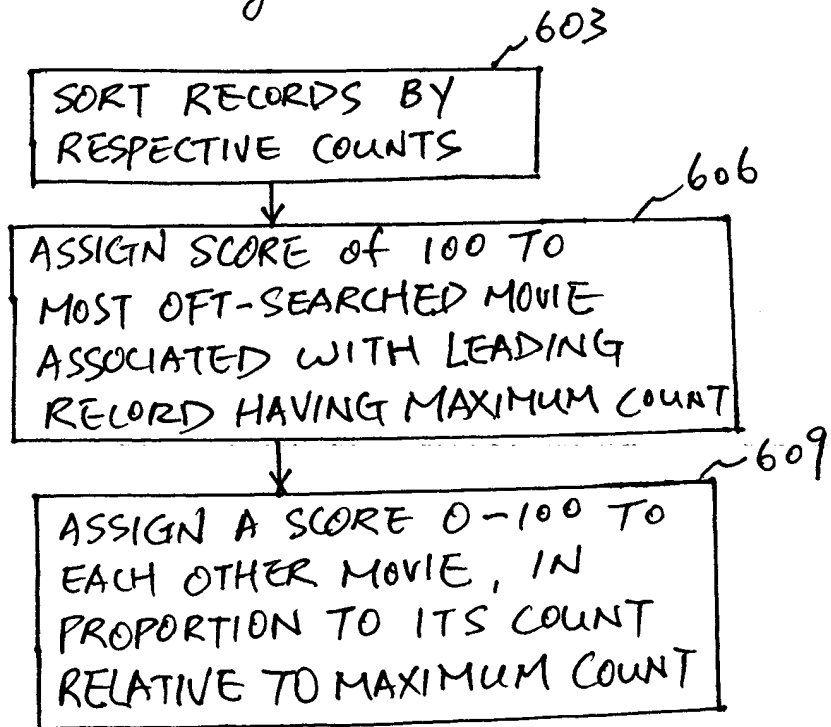 603
SORT RECORDS BY
RESPECTIVE COUNTS
606
ASSIGN SCORE of 100 TO
MOST OFT-SEARCHED MOVIE
ASSOCIATED WITH LEADING
RECORD HAVING MAXIMUM COUNT
609
ASSIGN A SCORE 0-100 TO
EACH OTHER MOVIE, IN
PROPORTION TO ITS COUNT
RELATIVE TO MAXIMUM COUNT